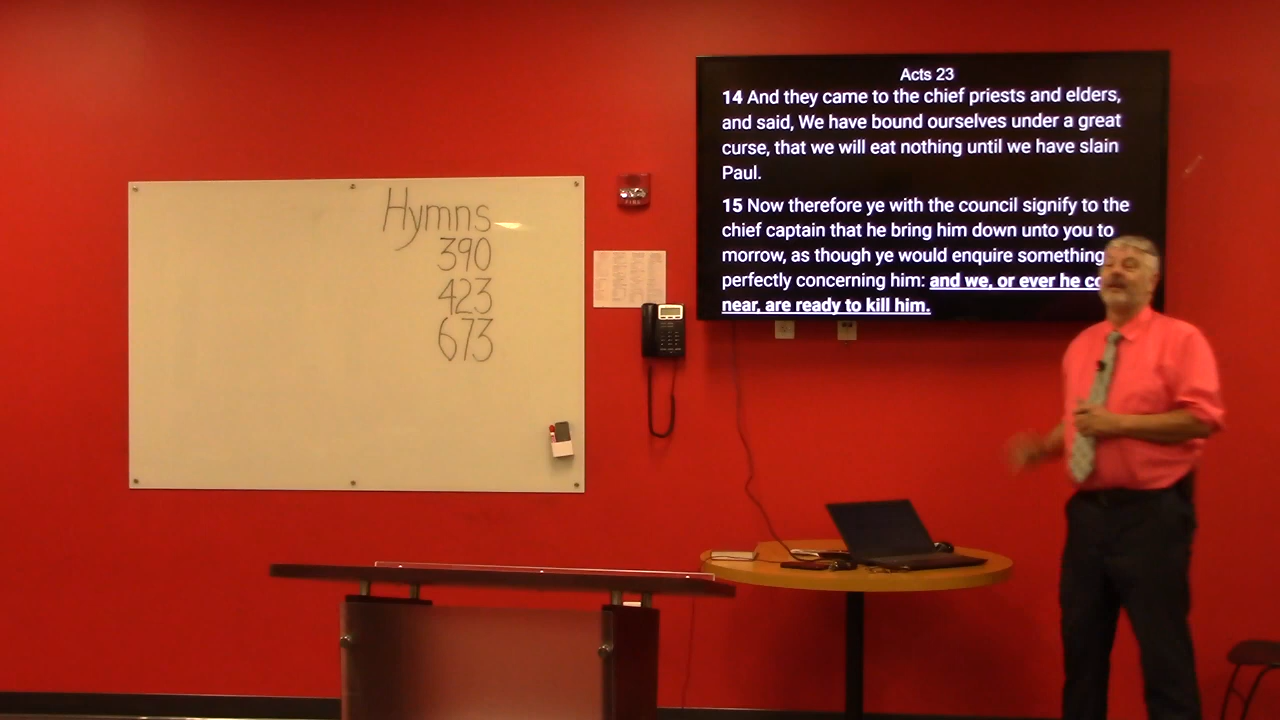 Hymns
390
423
673
FIRE
Acts 23
14 And they came to the chief priests and elders,
and said, We have bound ourselves under a great
curse, that we will eat nothing until we have slain
Paul.
15 Now therefore ye with the council signify to the
chief captain that he bring him down unto you to
morrow, as though ye would enquire something
perfectly concerning him: and we, or ever he co
near, are ready to kill him.